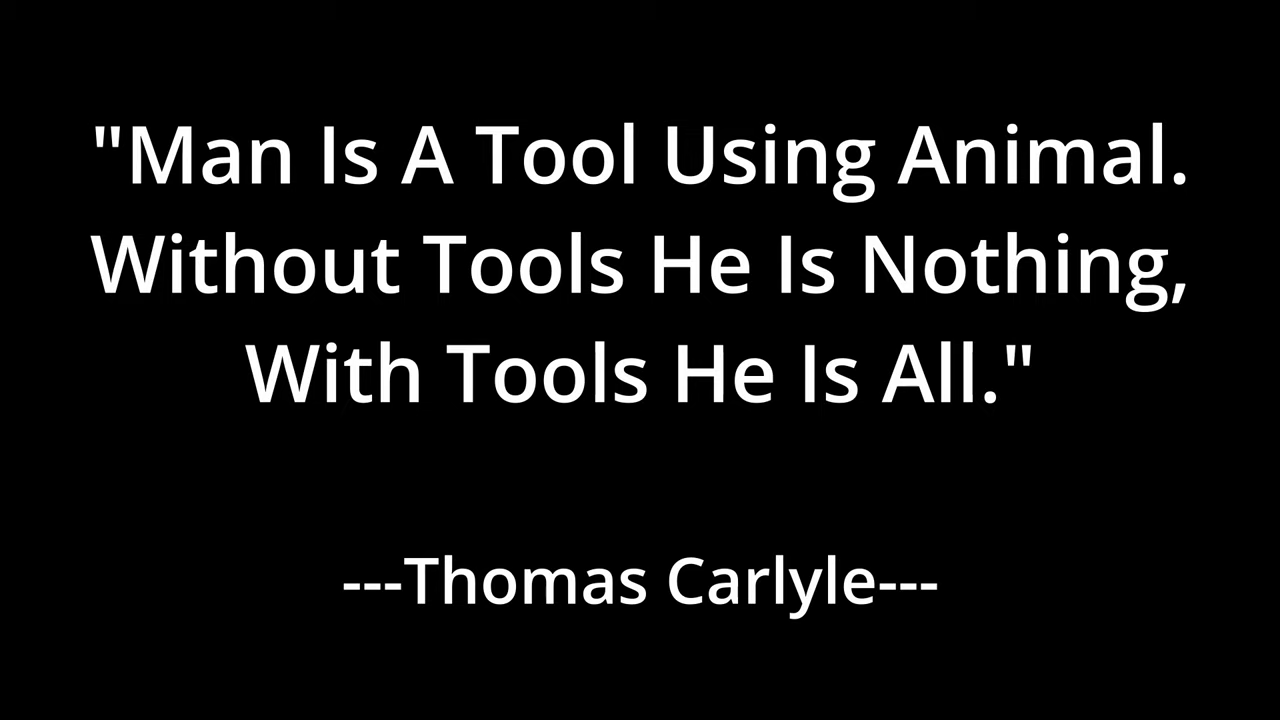 "Man Is A Tool Using Animal.
Without Tools He Is Nothing,
With Tools He Is All."
---Thomas Carlyle---